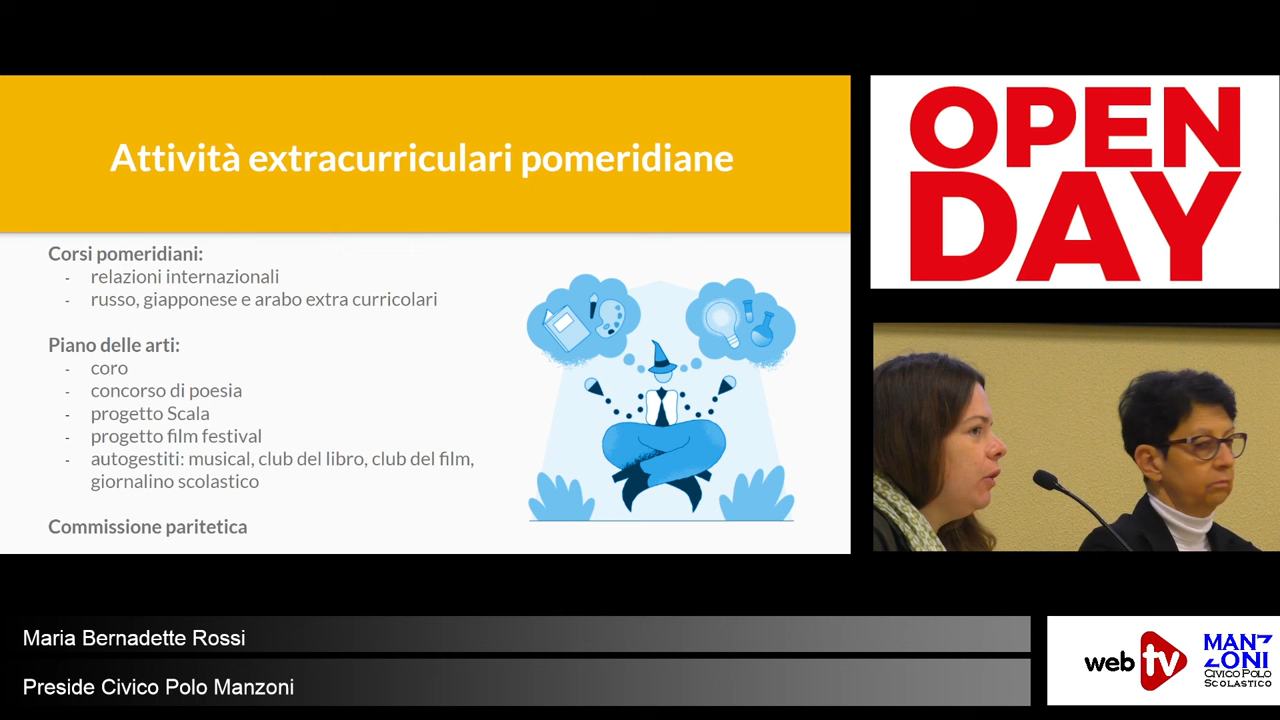 Attività extracurriculari pomeridiane
Corsi pomeridiani:
- relazioni internazionali
- russo, giapponese e arabo extra curricolari
Piano delle arti:
- coro
- concorso di poesia
- progetto Scala
- progetto film festival
- autogestiti: musical, club del libro, club del film,
giornalino scolastico
Commissione paritetica
OPEN
DAY
Maria Bernadette Rossi
Preside Civico Polo Manzoni
web tv
MANZ
ZONI
CIVICO POLO
SCOLASTICO